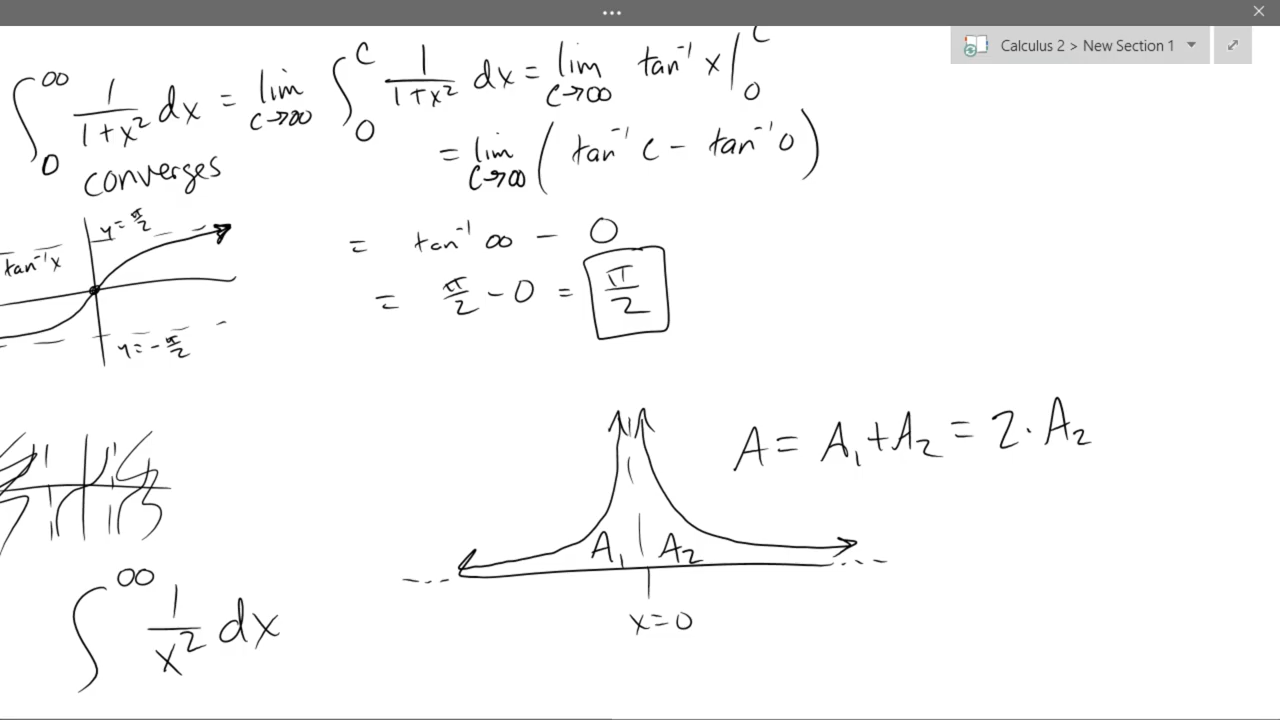 ...
Calculus 2 > New Section 1
∫₀^∞ 1/(1+x²) dx = lim_{c→∞} ∫₀^c 1/(1+x²) dx = lim_{c→∞} tan⁻¹ x |₀^c
= lim_{c→∞} ( tan⁻¹ c − tan⁻¹ 0 )
converges
y = π/2
tan⁻¹x
= tan⁻¹ ∞ − 0
= π/2 − 0 = π/2
y = −π/2
A = A₁ + A₂ = 2 · A₂
A₁ A₂
x = 0
∫^∞ 1/x² dx